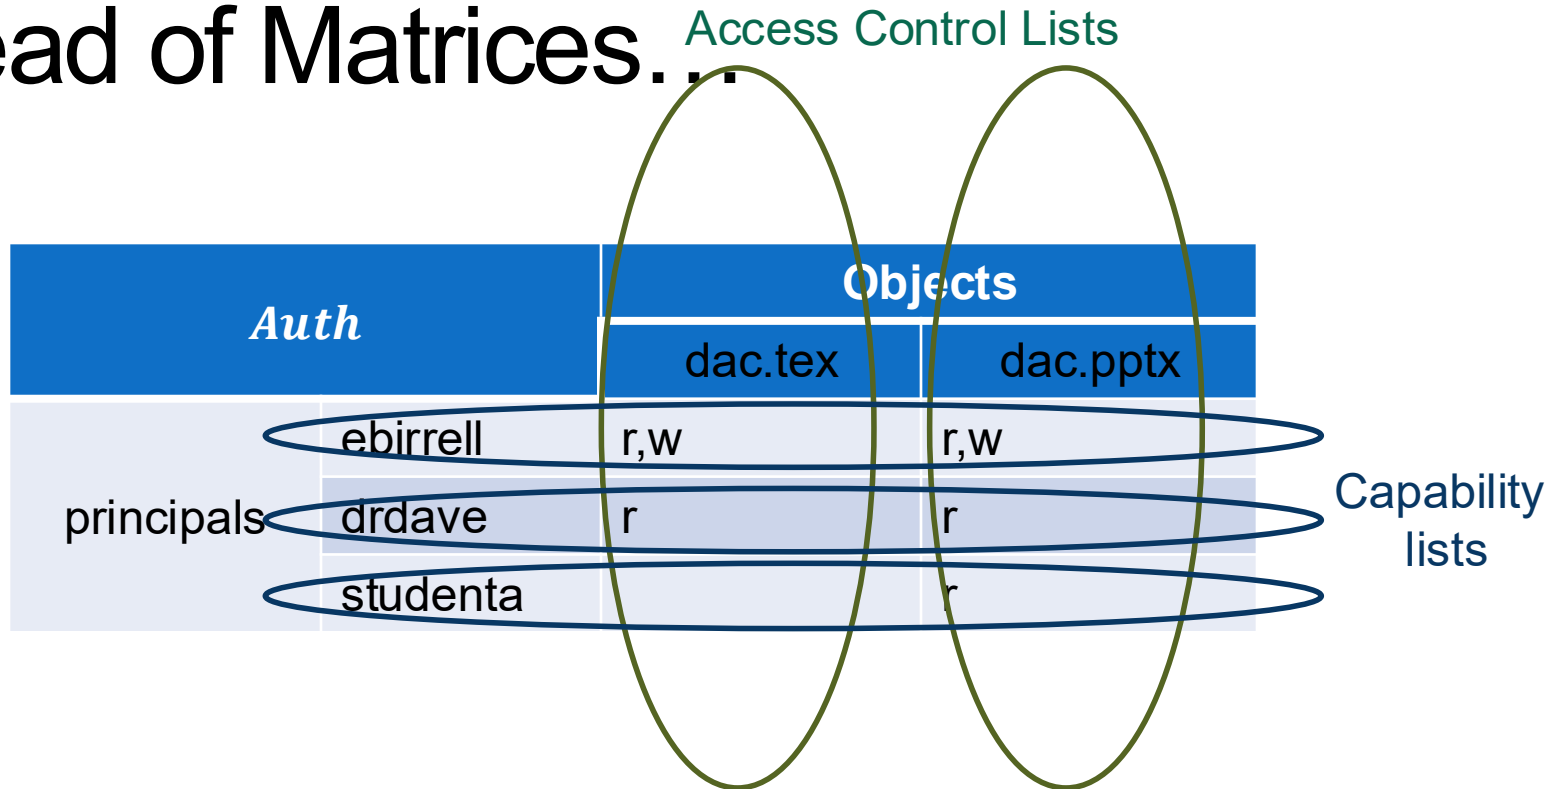 ead of Matrices…
Access Control Lists
Auth
Objects
dac.tex dac.pptx
principals
ebirrell r,w r,w
drdave r r
studenta r
Capability
lists